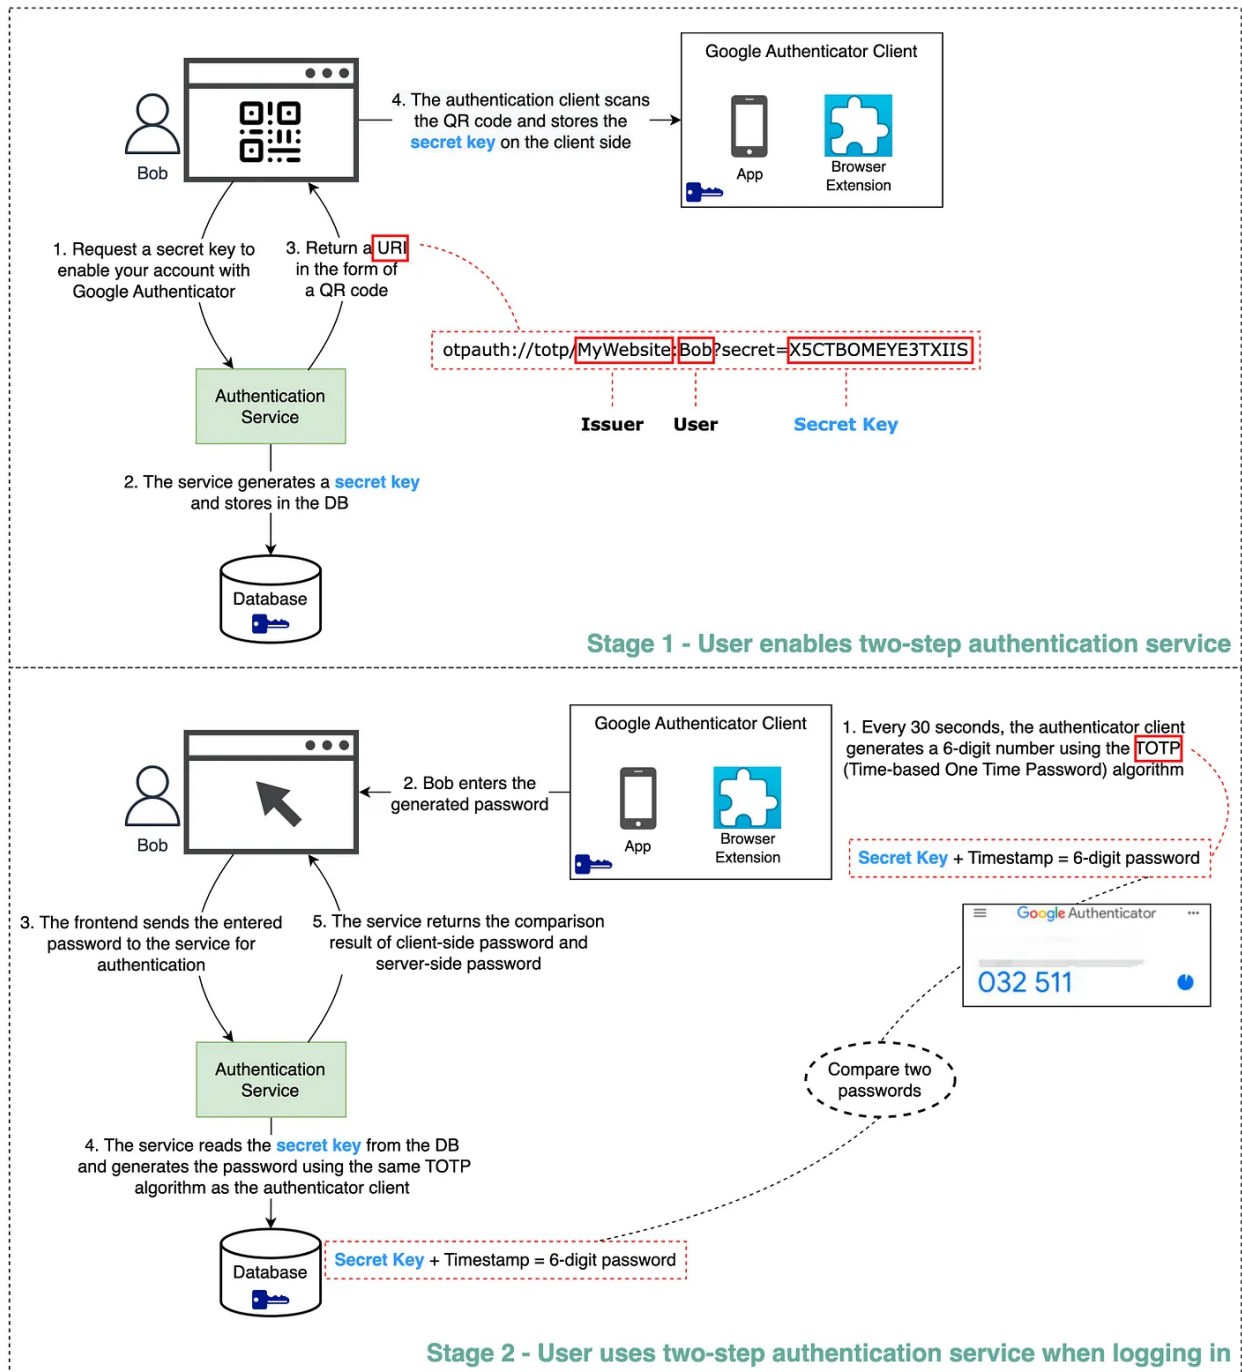 Google Authenticator Client
4. The authentication client scans
the QR code and stores the
secret key on the client side
App
Browser
Extension
Bob
1. Request a secret key to
enable your account with
Google Authenticator
3. Return a URI
in the form of
a QR code
otpauth://totp/MyWebsite:Bob?secret=X5CTBOMEYE3TXIIS
Issuer
User
Secret Key
Authentication
Service
2. The service generates a secret key
and stores in the DB
Database
Stage 1 - User enables two-step authentication service
Google Authenticator Client
1. Every 30 seconds, the authenticator client
generates a 6-digit number using the TOTP
(Time-based One Time Password) algorithm
2. Bob enters the
generated password
App
Browser
Extension
Bob
Secret Key + Timestamp = 6-digit password
3. The frontend sends the entered
password to the service for
authentication
5. The service returns the comparison
result of client-side password and
server-side password
Google Authenticator
032 511
Authentication
Service
Compare two
passwords
4. The service reads the secret key from the DB
and generates the password using the same TOTP
algorithm as the authenticator client
Database
Secret Key + Timestamp = 6-digit password
Stage 2 - User uses two-step authentication service when logging in